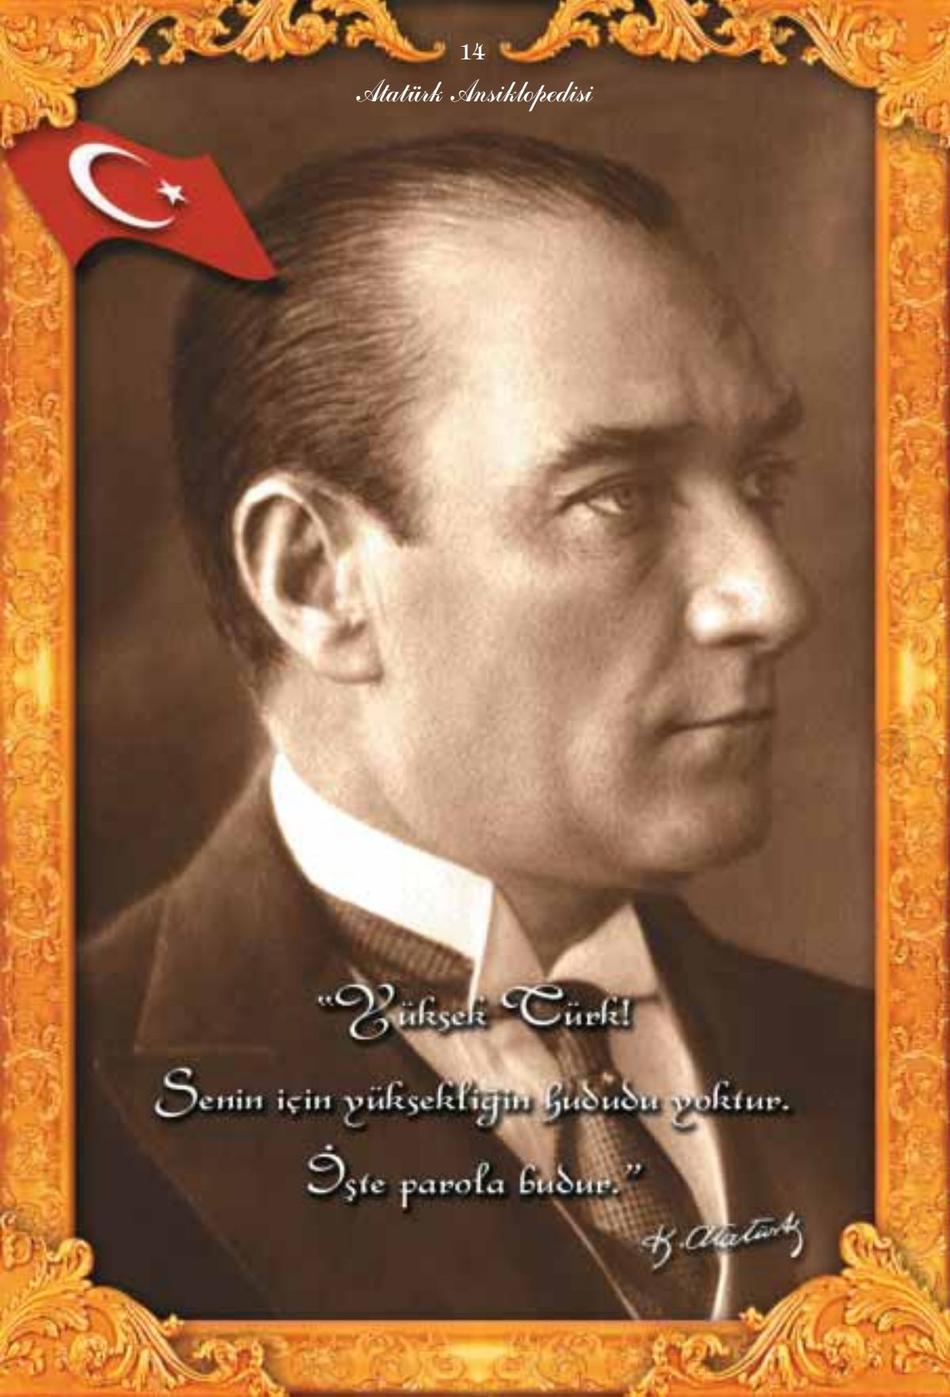 14
Atatürk Ansiklopedisi
“Yüksek Türk!
Senin için yüksekliğin hududu yoktur.
İşte parola budur.”
K. Atatürk